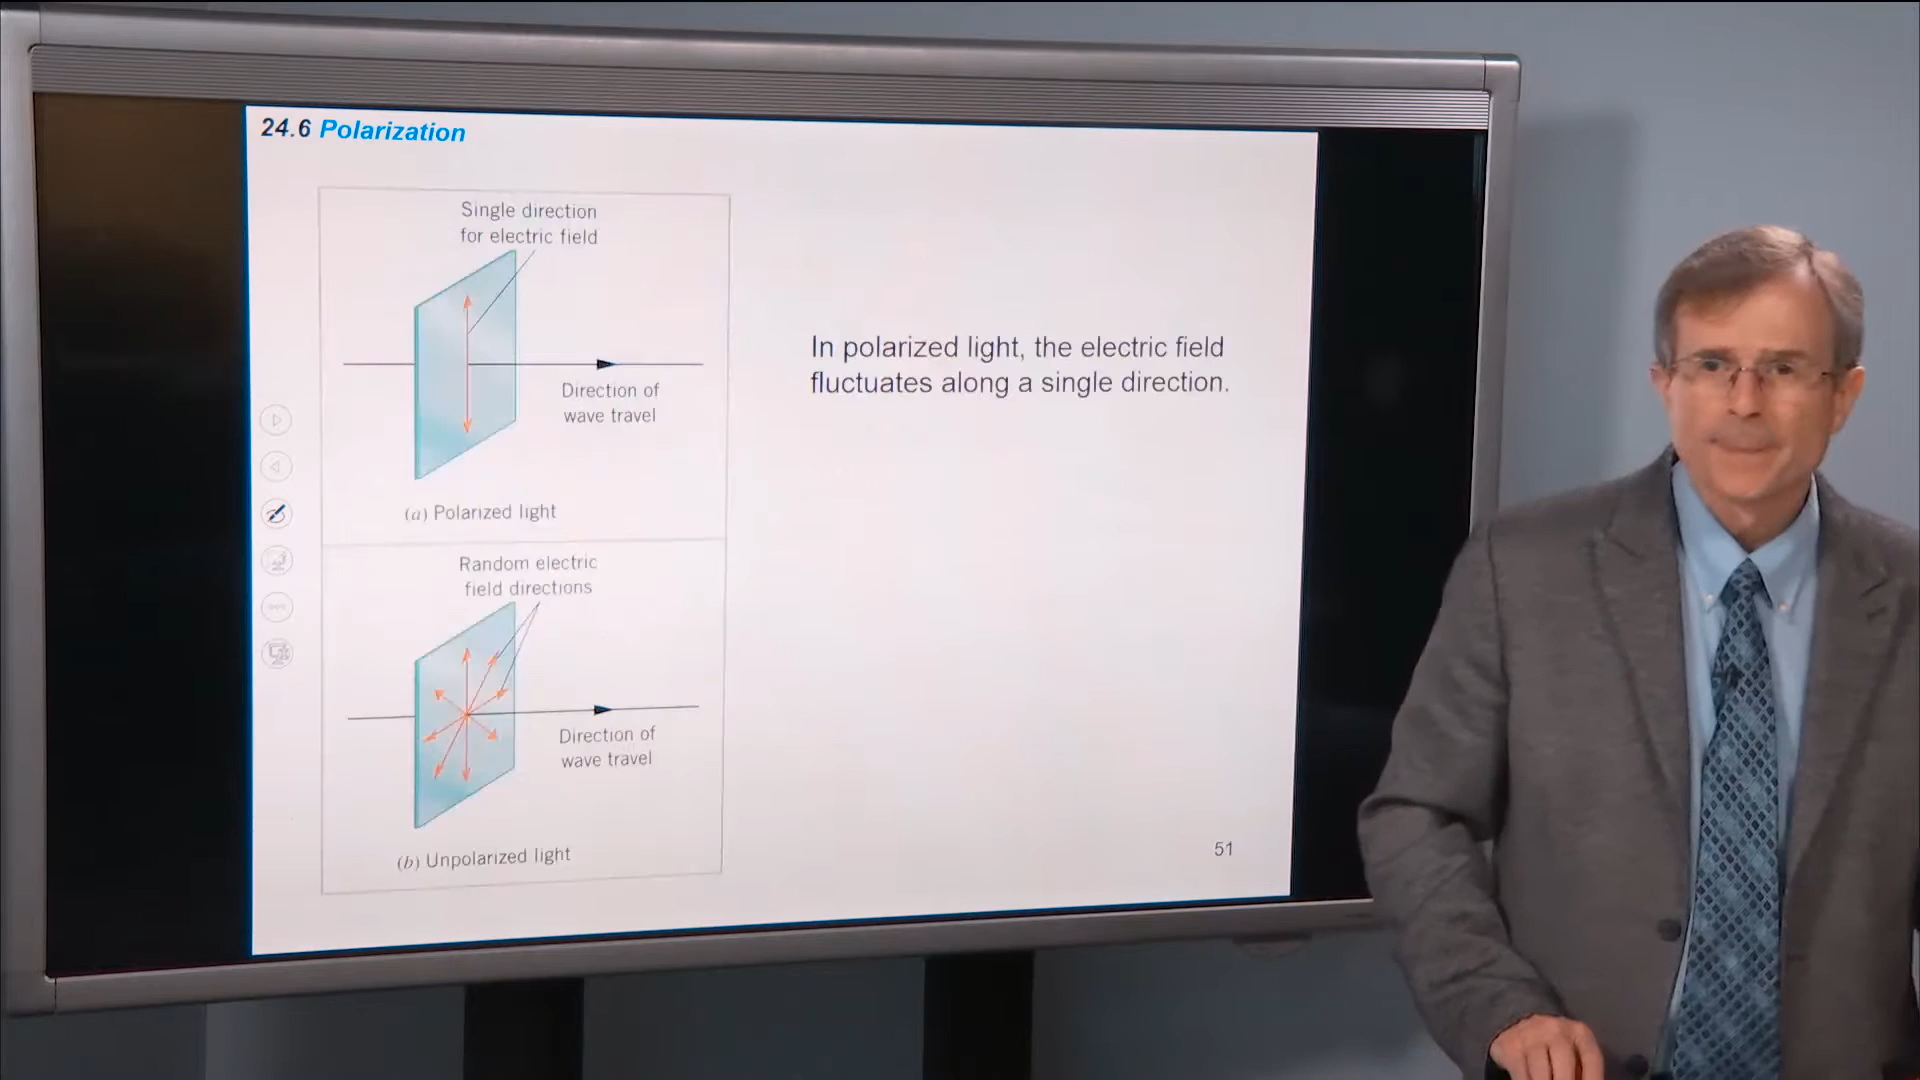 24.6 Polarization
Single direction
for electric field
Direction of
wave travel
(a) Polarized light
Random electric
field directions
Direction of
wave travel
(b) Unpolarized light
In polarized light, the electric field
fluctuates along a single direction.
51